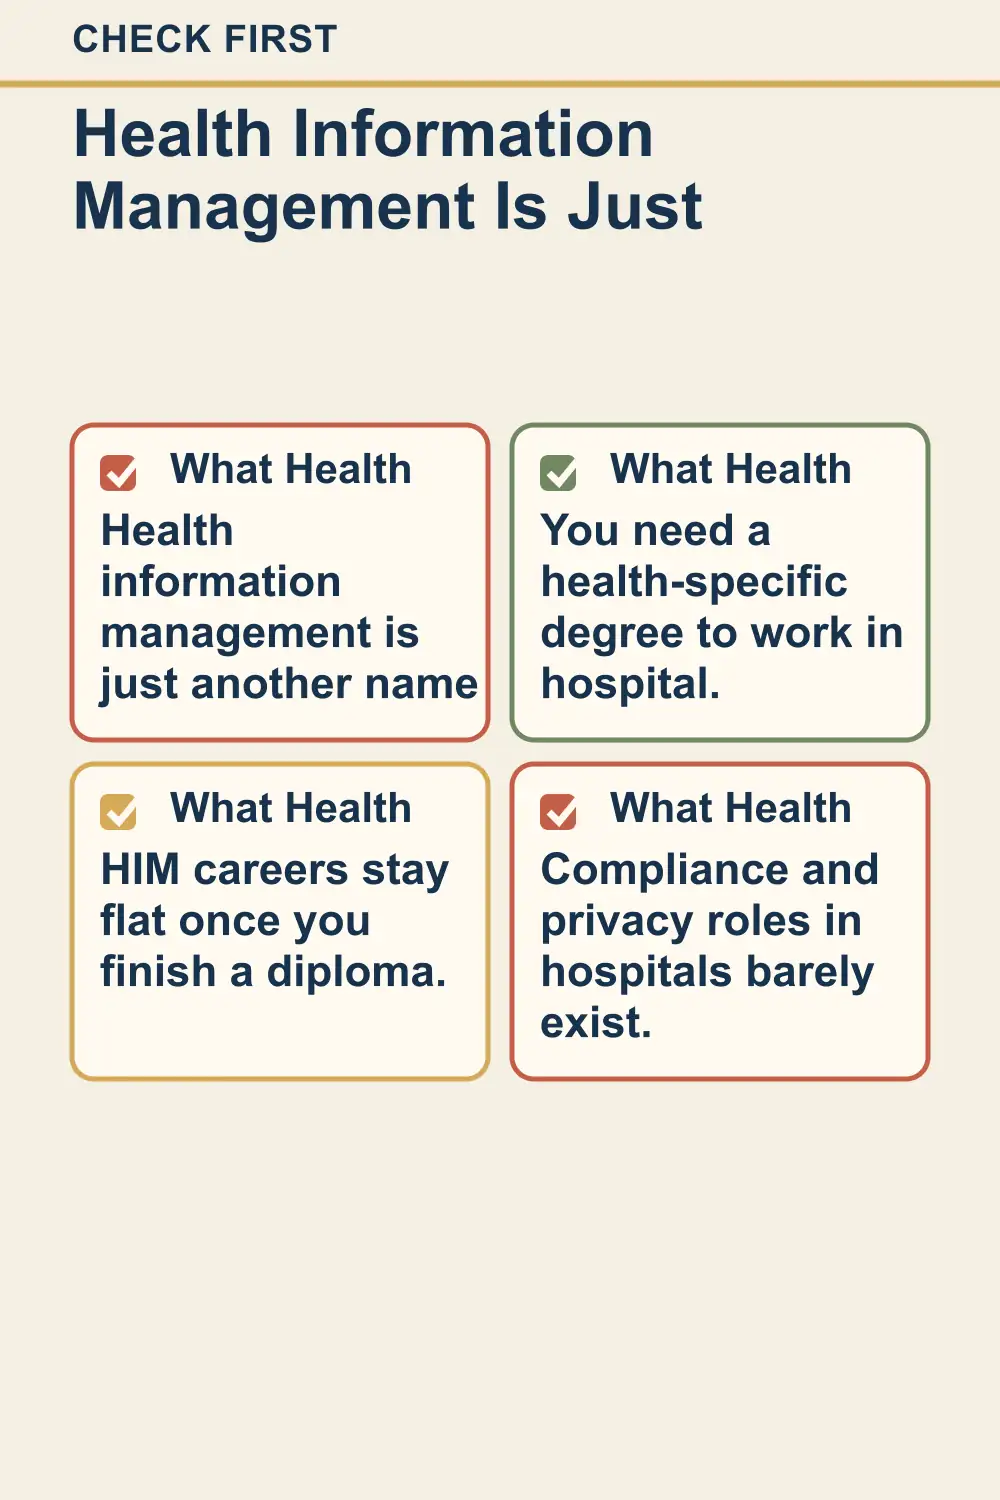 CHECK FIRST
Health Information
Management Is Just
What Health
Health
information
management is
just another name
What Health
You need a
health-specific
degree to work in
hospital.
What Health
HIM careers stay
flat once you
finish a diploma.
What Health
Compliance and
privacy roles in
hospitals barely
exist.